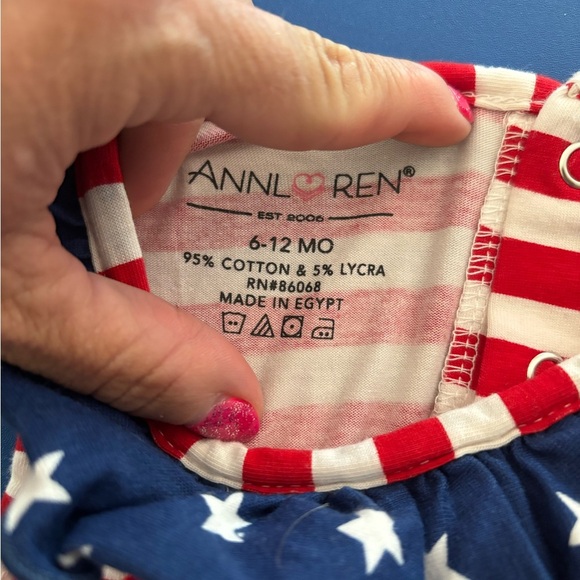 ANNLOREN®
EST 2006
6-12 MO
95% COTTON & 5% LYCRA
RN#86068
MADE IN EGYPT